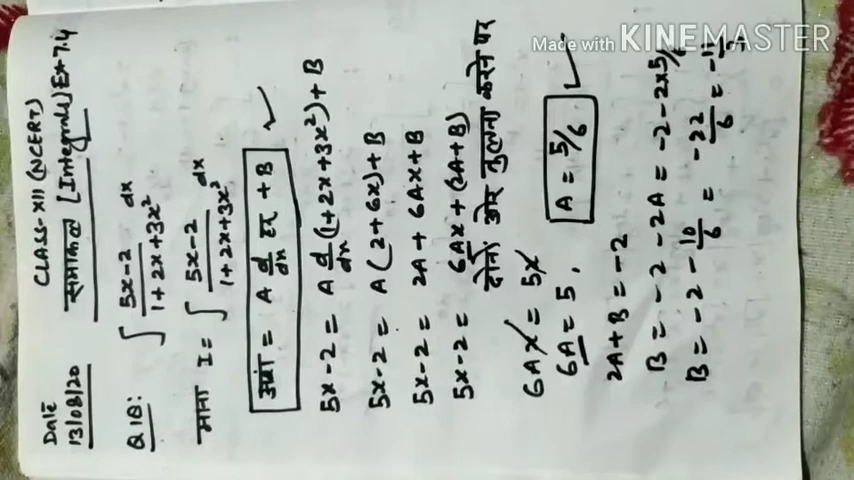 Made with KINEMASTER
CLASS-XII (NCERT)
Date
13/08/20
समाकलन [Integrals] Ex 7.4
Q18: ∫ 5x-2 / 1+2x+3x² dx
माना I = ∫ 5x-2 / 1+2x+3x² dx
अंश = A d/dx हर + B
5x-2 = A d/dx (1+2x+3x²) + B
5x-2 = A(2+6x) + B
5x-2 = 2A + 6Ax + B
5x-2 = 6Ax + (2A+B)
दोनों ओर तुलना करने पर
6Ax = 5x
6A = 5, A = 5/6
2A+B = -2
B = -2 - 2A = -2 - 2x5/6
B = -2 - 10/6 = -22/6 = -11/3